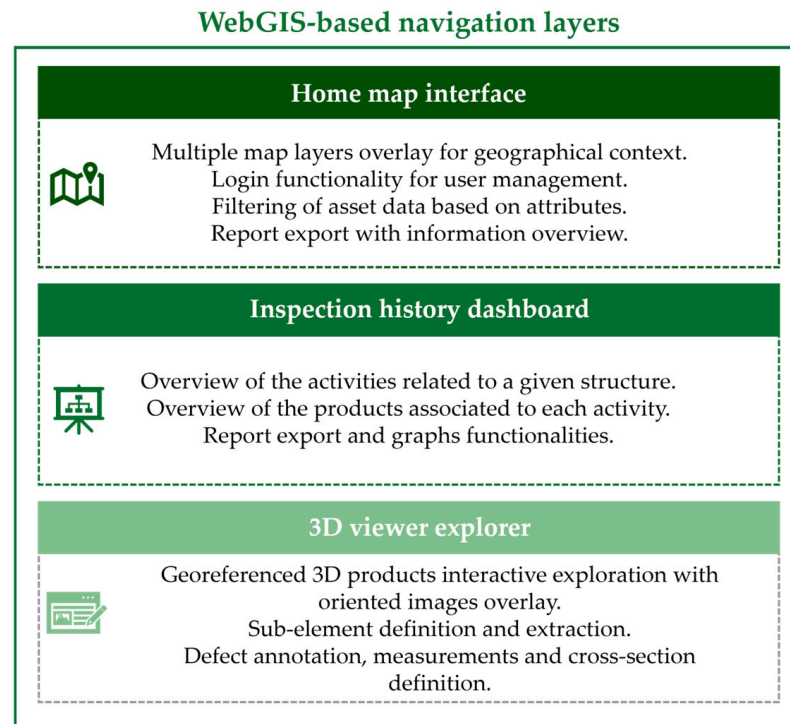 WebGIS-based navigation layers
Home map interface
Multiple map layers overlay for geographical context.
Login functionality for user management.
Filtering of asset data based on attributes.
Report export with information overview.
Inspection history dashboard
Overview of the activities related to a given structure.
Overview of the products associated to each activity.
Report export and graphs functionalities.
3D viewer explorer
Georeferenced 3D products interactive exploration with
oriented images overlay.
Sub-element definition and extraction.
Defect annotation, measurements and cross-section
definition.